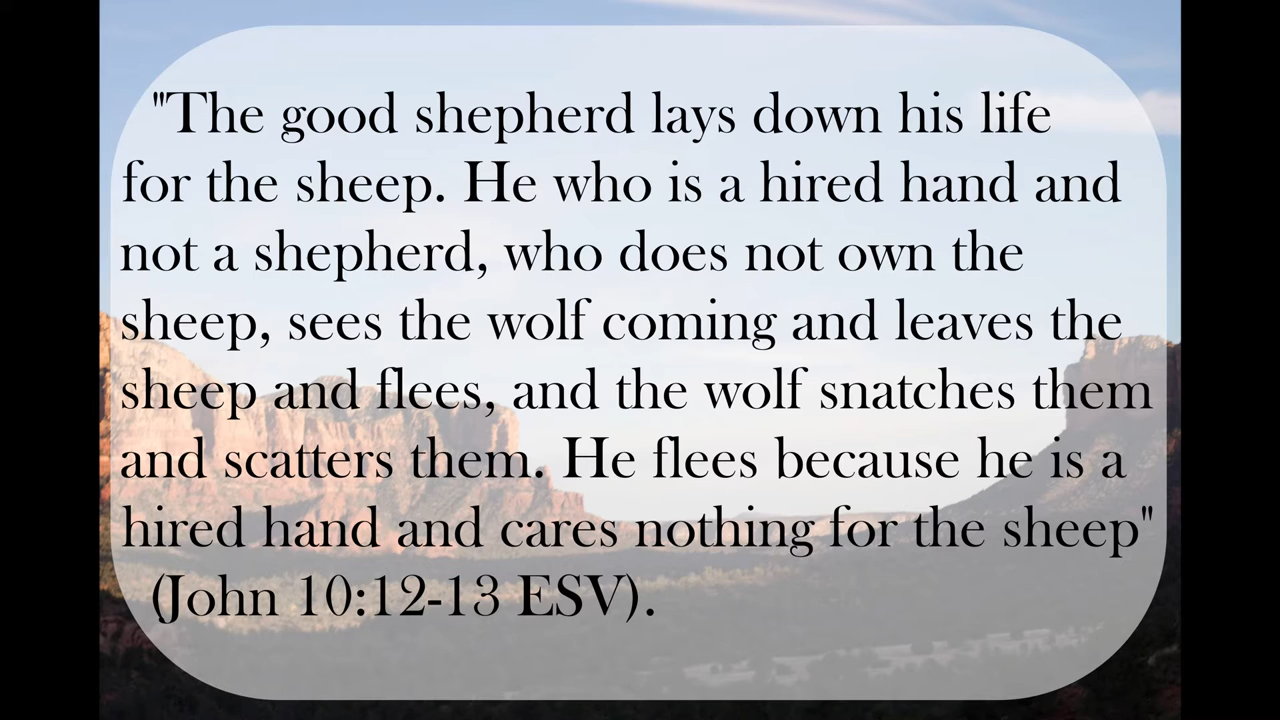 "The good shepherd lays down his life
for the sheep. He who is a hired hand and
not a shepherd, who does not own the
sheep, sees the wolf coming and leaves the
sheep and flees, and the wolf snatches them
and scatters them. He flees because he is a
hired hand and cares nothing for the sheep"
(John 10:12-13 ESV).